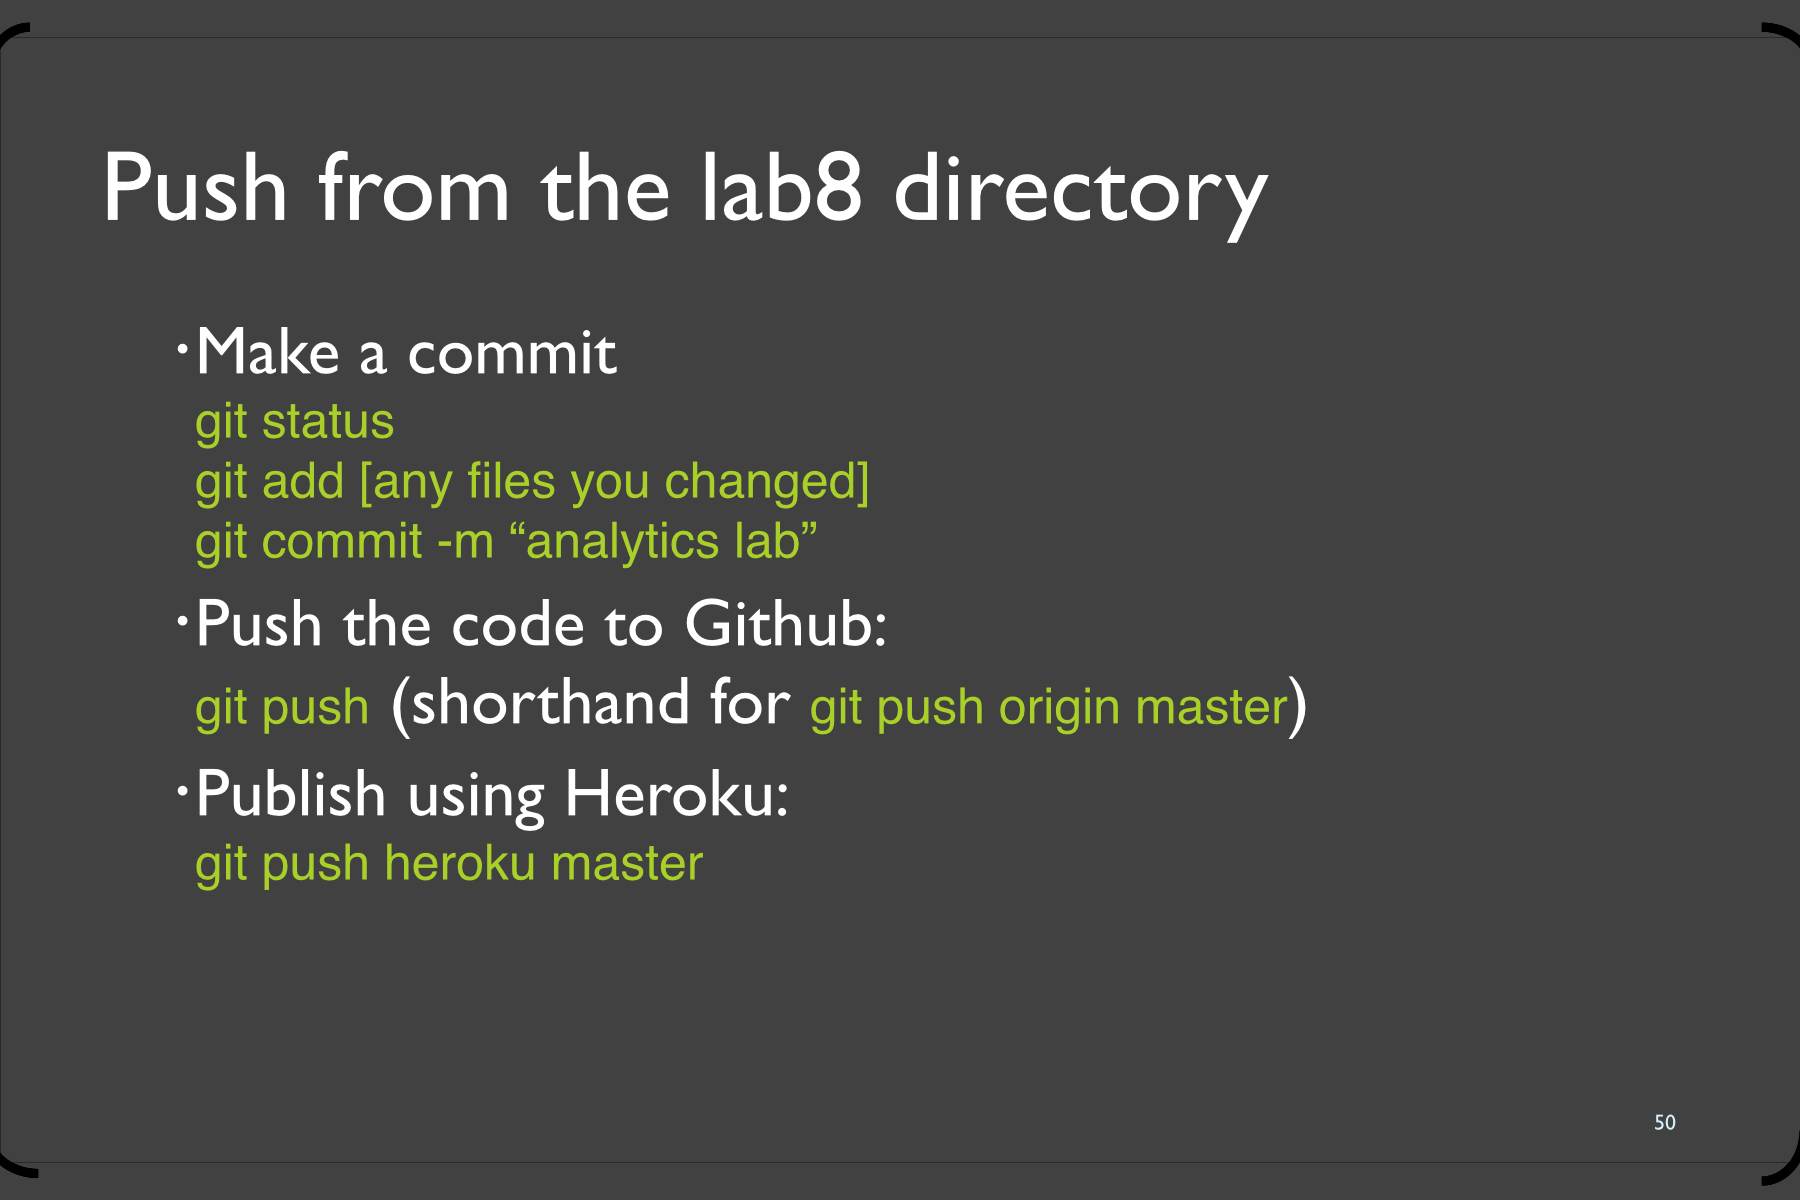 Push from the lab8 directory
·Make a commit
git status
git add [any files you changed]
git commit -m “analytics lab”
·Push the code to Github:
git push (shorthand for git push origin master)
·Publish using Heroku:
git push heroku master
50